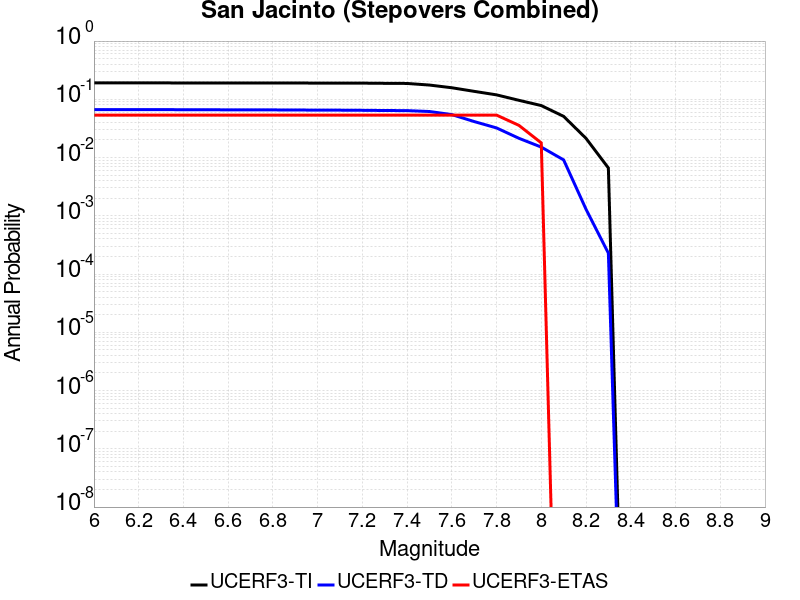 San Jacinto (Stepovers Combined)
10^0
10^-1
10^-2
10^-3
10^-4
10^-5
10^-6
10^-7
10^-8
Annual Probability
6 6.2 6.4 6.6 6.8 7 7.2 7.4 7.6 7.8 8 8.2 8.4 8.6 8.8 9
Magnitude
UCERF3-TI UCERF3-TD UCERF3-ETAS